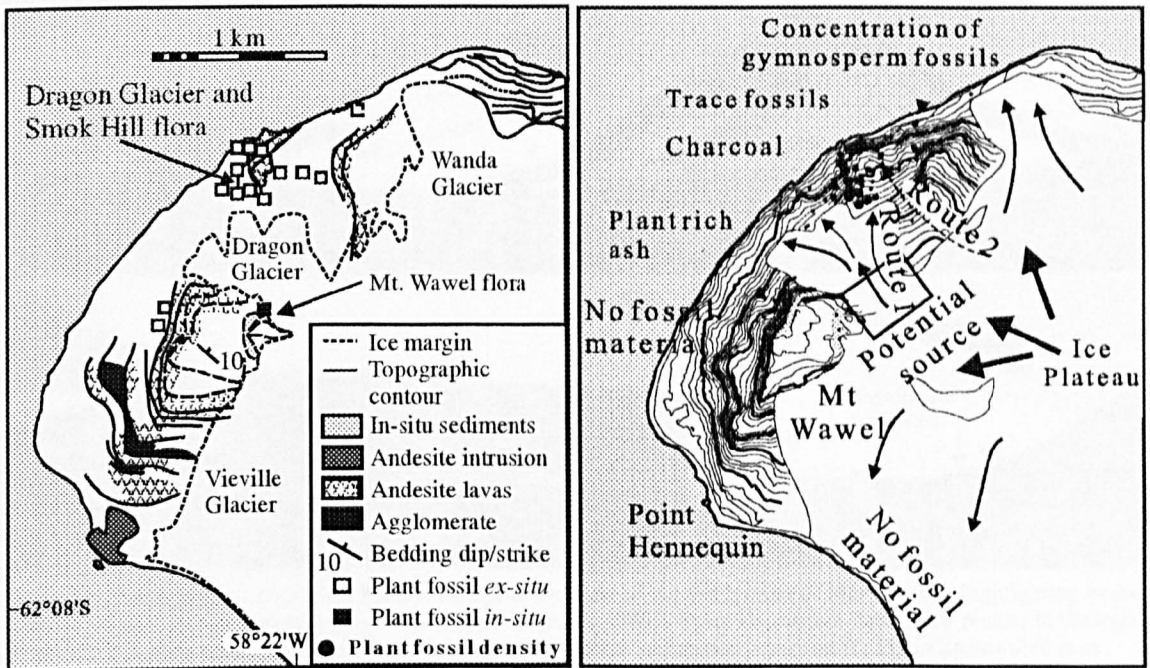 1 km
Dragon Glacier and
Smok Hill flora
Wanda
Glacier
Dragon
Glacier
Mt. Wawel flora
10
Vieville
Glacier
Ice margin
Topographic
contour
In-situ sediments
Andesite intrusion
Andesite lavas
Agglomerate
10 Bedding dip/strike
Plant fossil ex-situ
Plant fossil in-situ
Plant fossil density
62°08'S
58°22'W
Concentration of
gymnosperm fossils
Trace fossils
Charcoal
Plant rich
ash
No fossil
material
Route 1
Route 2
Potential
source
Ice
Plateau
Mt
Wawel
Point
Hennequin
No fossil
material